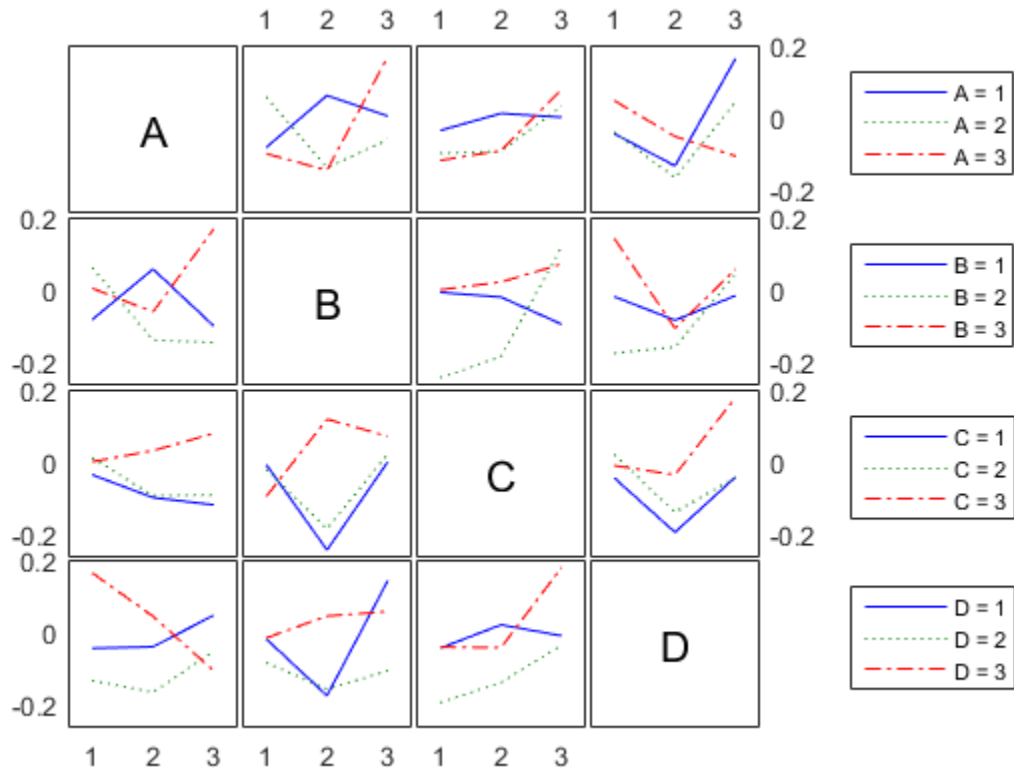 1 2 3 1 2 3 1 2 3
A
0.2
0
-0.2
A = 1
A = 2
A = 3
0.2
0
-0.2
B
0.2
0
-0.2
B = 1
B = 2
B = 3
0.2
0
-0.2
C
0.2
0
-0.2
C = 1
C = 2
C = 3
0.2
0
-0.2
D
D = 1
D = 2
D = 3
1 2 3 1 2 3 1 2 3